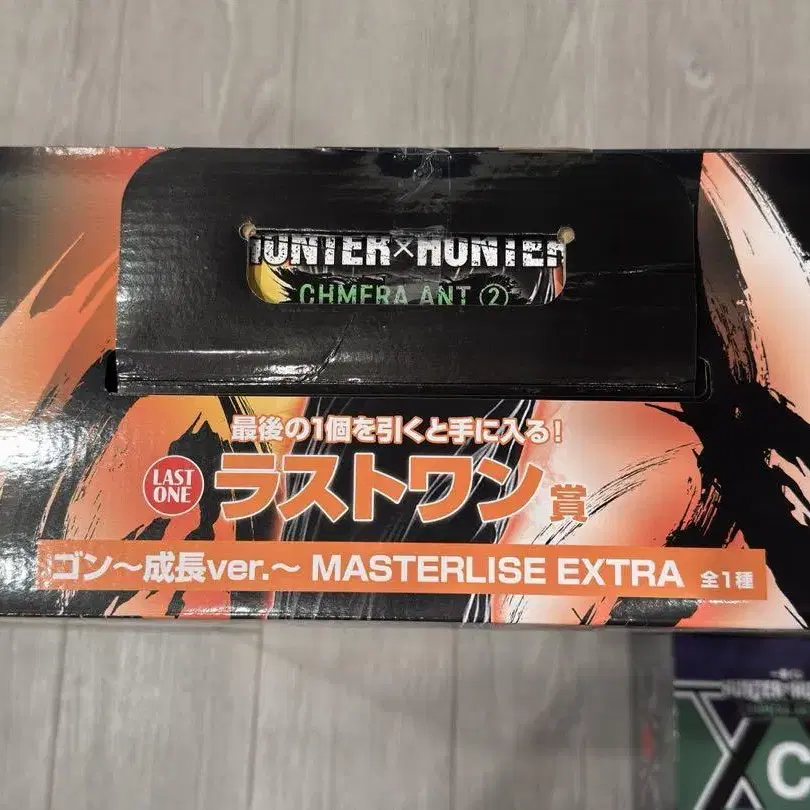 HUNTER×HUNTER
CHMERA ANT ②
最後の1個を引くと手に入る!
LAST
ONE
ラストワン賞
ゴン～成長ver.～ MASTERLISE EXTRA 全1種